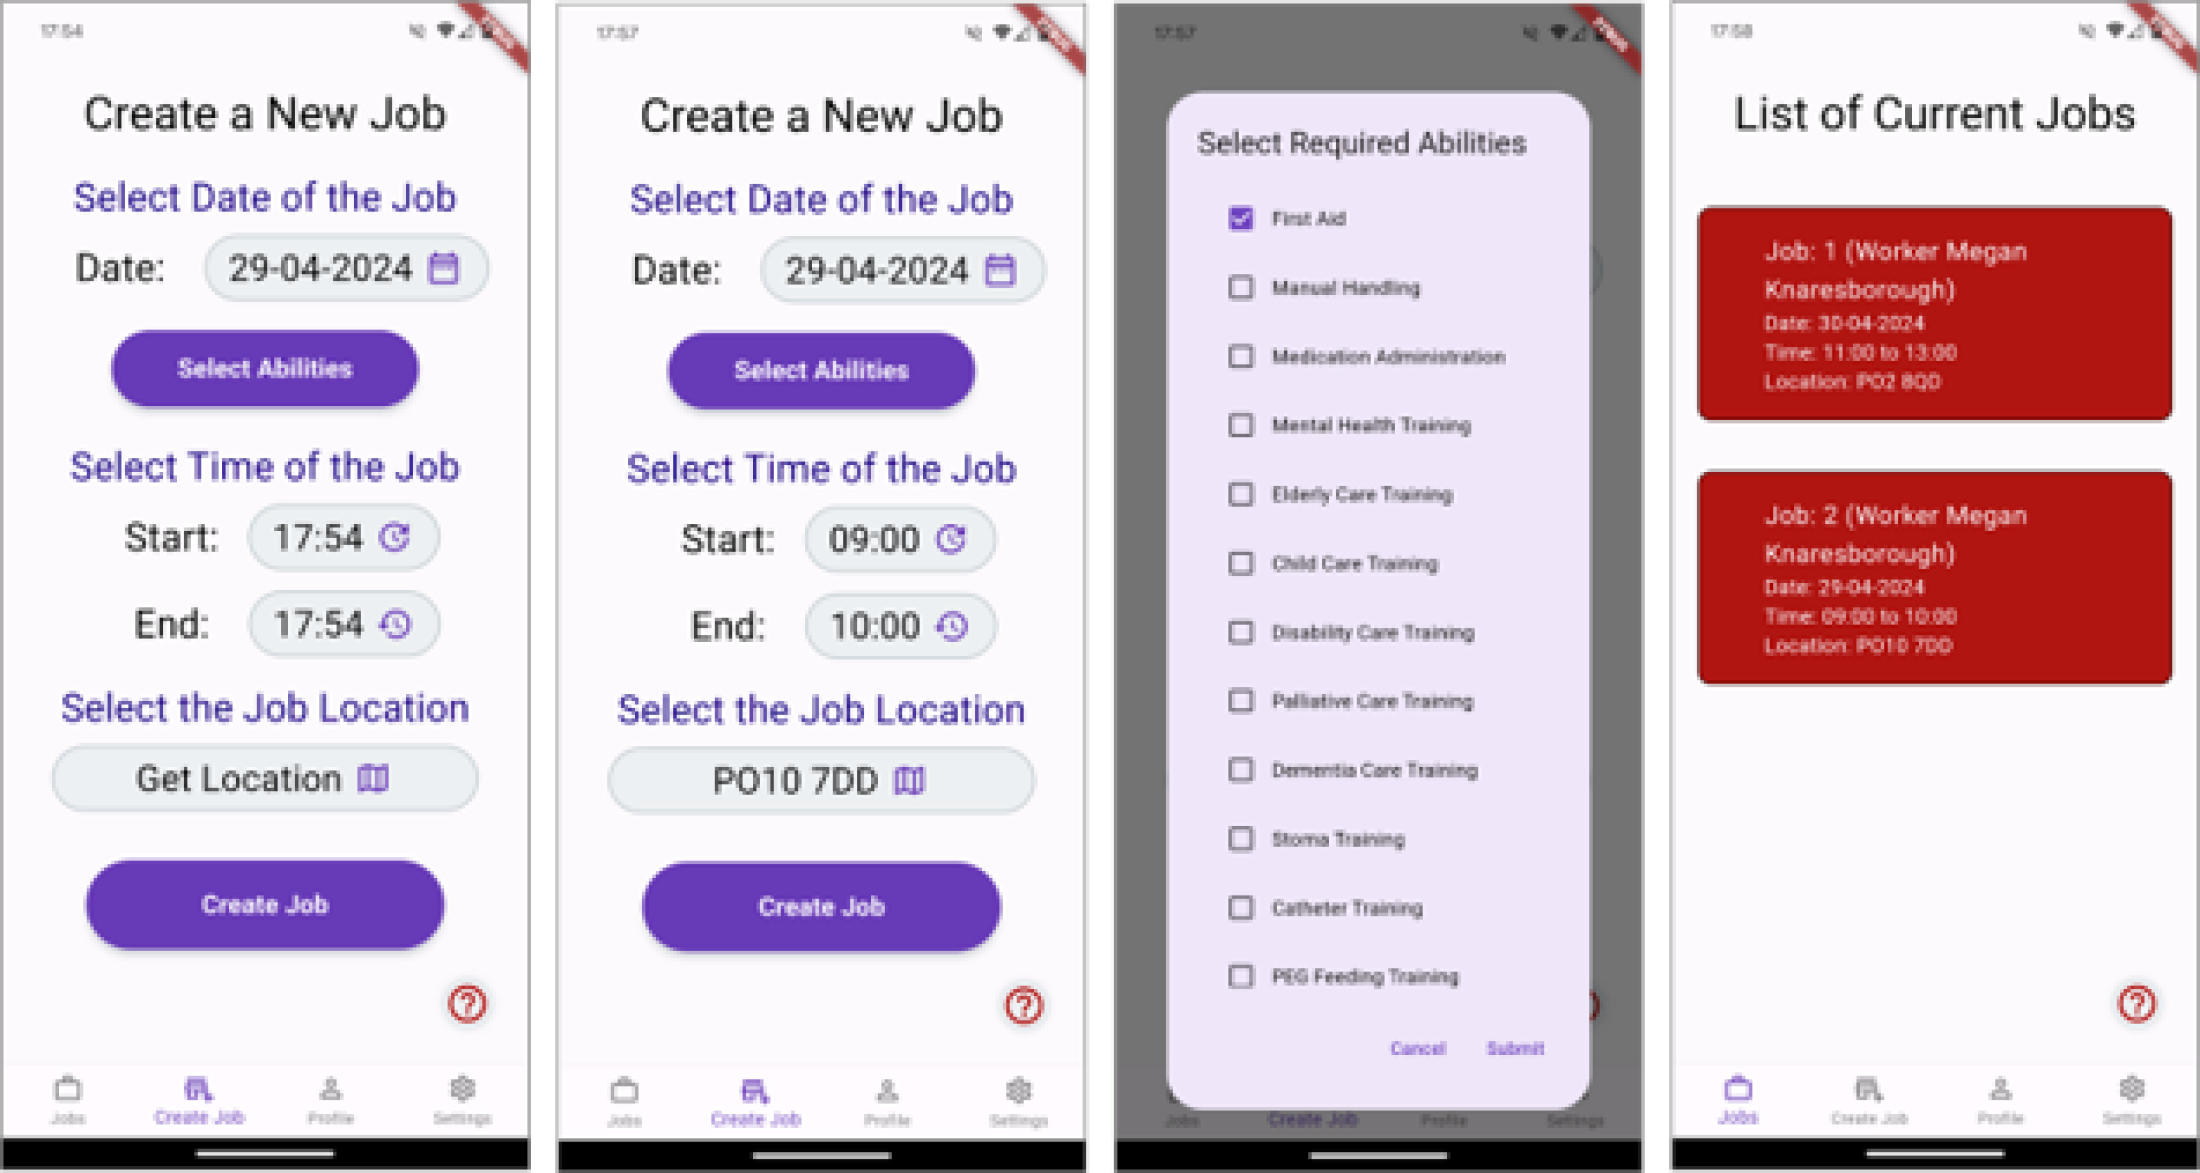 17:54
Create a New Job
Select Date of the Job
Date: 29-04-2024
Select Abilities
Select Time of the Job
Start: 17:54
End: 17:54
Select the Job Location
Get Location
Create Job
Jobs
Create Job
Profile
Settings
17:57
Create a New Job
Select Date of the Job
Date: 29-04-2024
Select Abilities
Select Time of the Job
Start: 09:00
End: 10:00
Select the Job Location
PO10 7DD
Create Job
Jobs
Create Job
Profile
Settings
17:57
Select Required Abilities
First Aid
Manual Handling
Medication Administration
Mental Health Training
Elderly Care Training
Child Care Training
Disability Care Training
Palliative Care Training
Dementia Care Training
Stoma Training
Catheter Training
PEG Feeding Training
Cancel Submit
Jobs
Create Job
Profile
Settings
17:58
List of Current Jobs
Job: 1 (Worker Megan
Knaresborough)
Date: 30-04-2024
Time: 11:00 to 13:00
Location: PO2 8QD
Job: 2 (Worker Megan
Knaresborough)
Date: 29-04-2024
Time: 09:00 to 10:00
Location: PO10 7DD
Jobs
Create Job
Profile
Settings